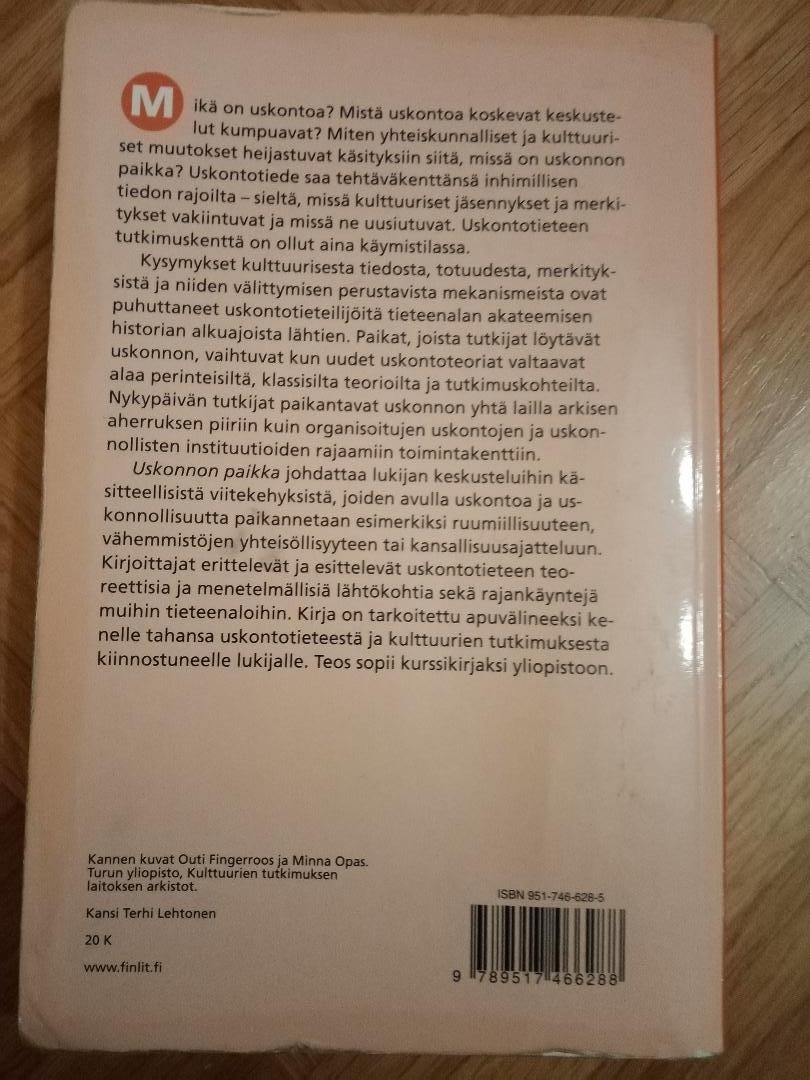 Mikä on uskontoa? Mistä uskontoa koskevat keskuste-
lut kumpuavat? Miten yhteiskunnalliset ja kulttuuri-
set muutokset heijastuvat käsityksiin siitä, missä on uskonnon
paikka? Uskontotiede saa tehtäväkenttänsä inhimillisen
tiedon rajoilta – sieltä, missä kulttuuriset jäsennykset ja merki-
tykset vakiintuvat ja missä ne uusiutuvat. Uskontotieteen
tutkimuskenttä on ollut aina käymistilassa.
Kysymykset kulttuurisesta tiedosta, totuudesta, merkityk-
sistä ja niiden välittymisen perustavista mekanismeista ovat
puhuttaneet uskontotieteilijöitä tieteenalan akateemisen
historian alkuajoista lähtien. Paikat, joista tutkijat löytävät
uskonnon, vaihtuvat kun uudet uskontoteoriat valtaavat
alaa perinteisiltä, klassisilta teorioilta ja tutkimuskohteilta.
Nykypäivän tutkijat paikantavat uskonnon yhtä lailla arkisen
aherruksen piiriin kuin organisoitujen uskontojen ja uskon-
nollisten instituutioiden rajaamiin toimintakenttiin.
Uskonnon paikka johdattaa lukijan keskusteluihin kä-
sitteellisistä viitekehyksistä, joiden avulla uskontoa ja us-
konnollisuutta paikannetaan esimerkiksi ruumiillisuuteen,
vähemmistöjen yhteisöllisyyteen tai kansallisuusajatteluun.
Kirjoittajat erittelevät ja esittelevät uskontotieteen teo-
reettisia ja menetelmällisiä lähtökohtia sekä rajankäyntejä
muihin tieteenaloihin. Kirja on tarkoitettu apuvälineeksi ke-
nelle tahansa uskontotieteestä ja kulttuurien tutkimuksesta
kiinnostuneelle lukijalle. Teos sopii kurssikirjaksi yliopistoon.
Kannen kuvat Outi Fingerroos ja Minna Opas.
Turun yliopisto, Kulttuurien tutkimuksen
laitoksen arkistot.
Kansi Terhi Lehtonen
20 K
www.finlit.fi
ISBN 951-746-628-5
9 789517 466288